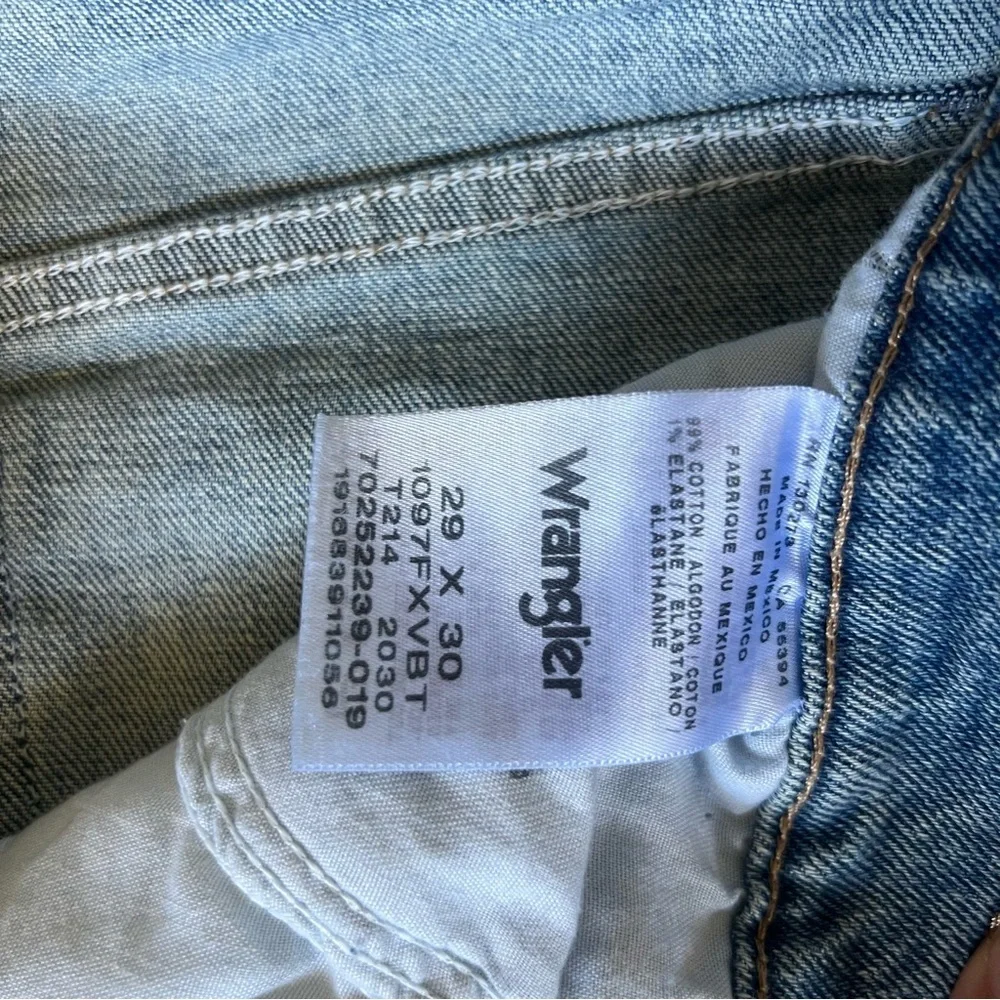 RN 130273 CA 55394
MADE IN MEXICO
HECHO EN MEXICO
FABRIQUE AU MEXIQUE
99% COTTON / ALGODON / COTON
1% ELASTANE / ELASTANO /
ELASTHANNE
Wrangler
29 X 30
1097FXVBT
T214 2030
70252239-019
191883911056